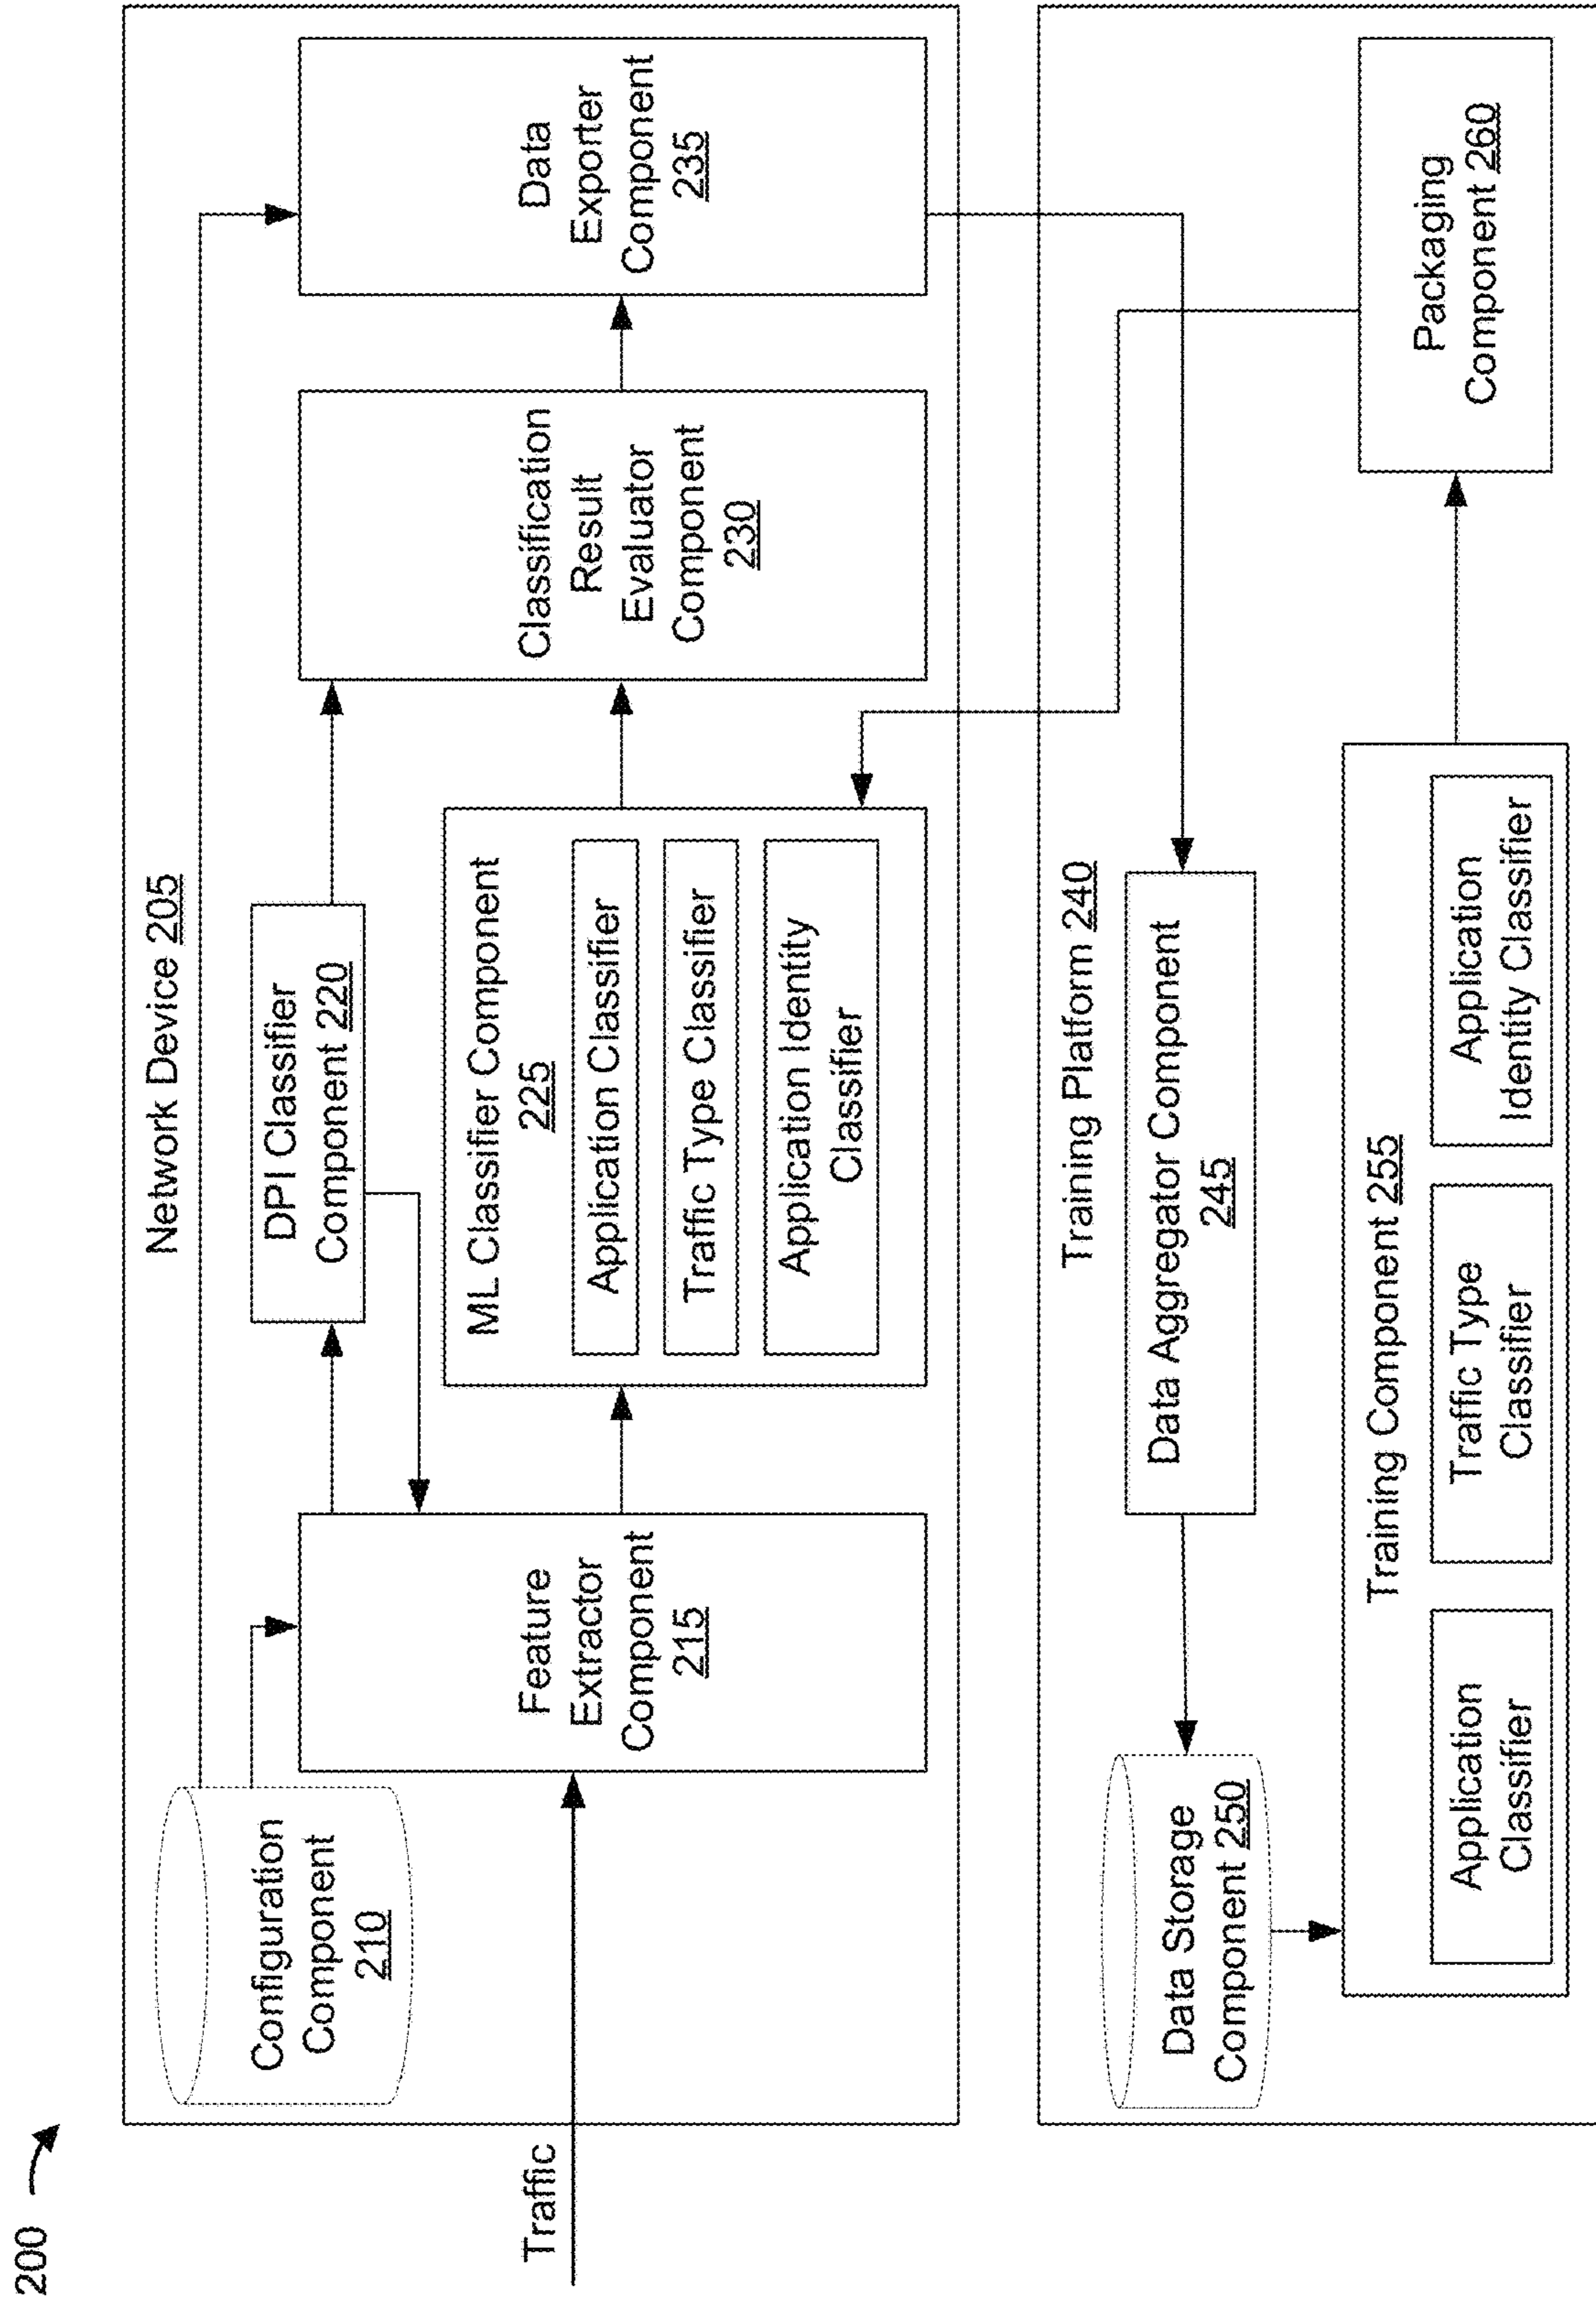 200
Network Device 205
Configuration
Component
210
Traffic
Feature
Extractor
Component
215
DPI Classifier
Component 220
ML Classifier Component
225
Application Classifier
Traffic Type Classifier
Application Identity
Classifier
Classification
Result
Evaluator
Component
230
Data
Exporter
Component
235
Training Platform 240
Data Storage
Component 250
Data Aggregator Component
245
Training Component 255
Application
Classifier
Traffic Type
Classifier
Application
Identity Classifier
Packaging
Component 260